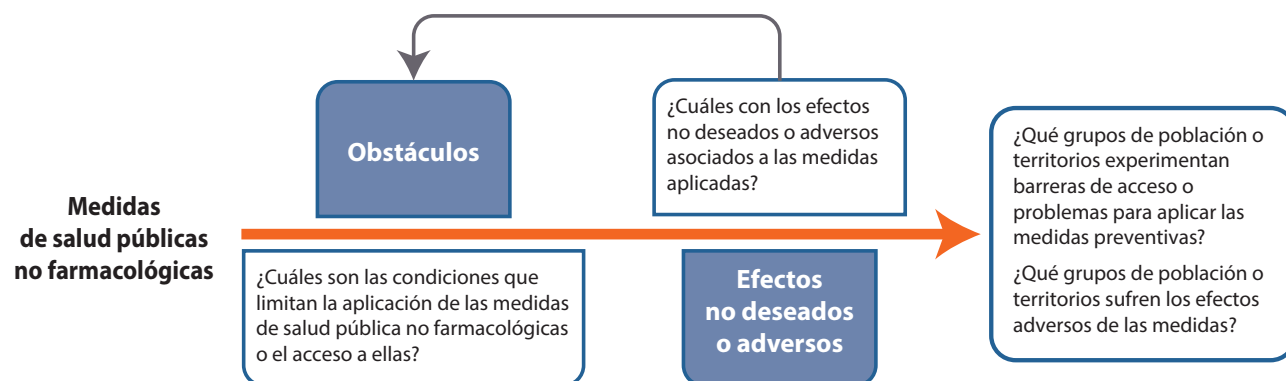 Medidas
de salud públicas
no farmacológicas
Obstáculos
¿Cuáles son las condiciones que
limitan la aplicación de las medidas
de salud pública no farmacológicas
o el acceso a ellas?
¿Cuáles con los efectos
no deseados o adversos
asociados a las medidas
aplicadas?
Efectos
no deseados
o adversos
¿Qué grupos de población o
territorios experimentan
barreras de acceso o
problemas para aplicar las
medidas preventivas?
¿Qué grupos de población o
territorios sufren los efectos
adversos de las medidas?